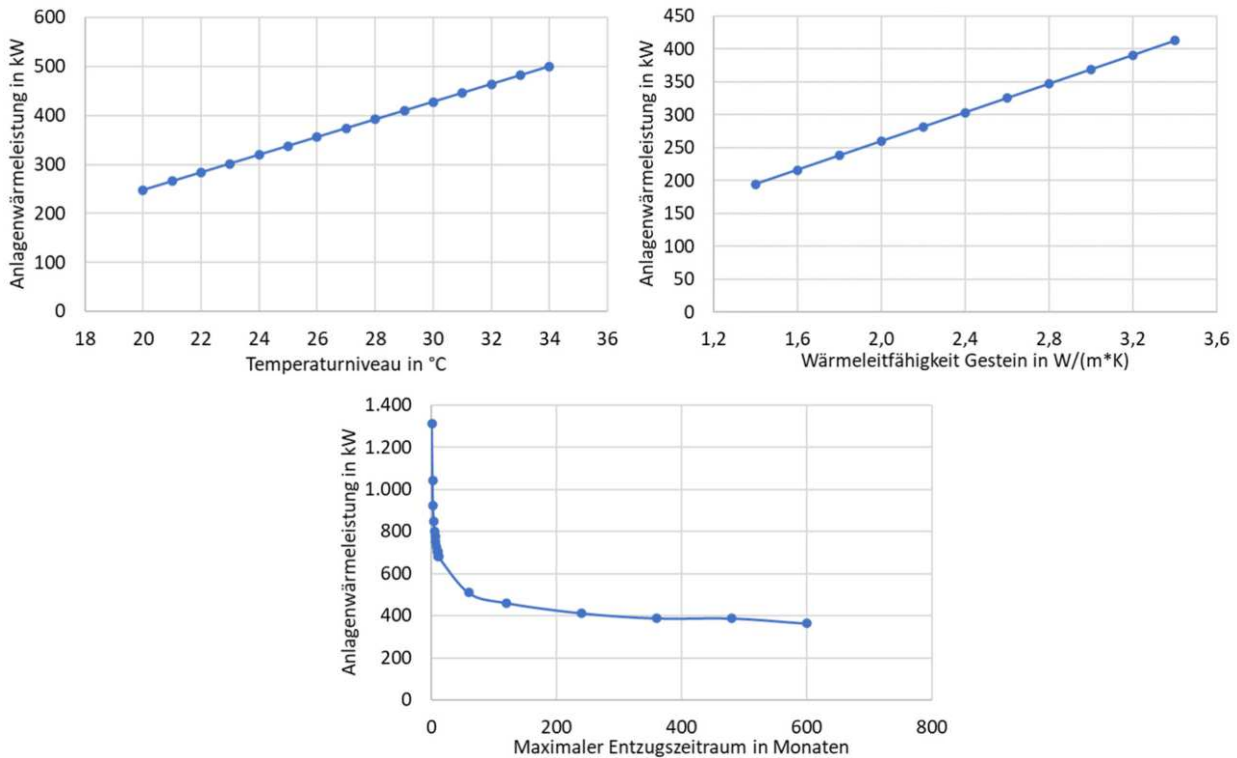 Anlagenwärmeleistung in kW
600
500
400
300
200
100
0
18 20 22 24 26 28 30 32 34 36
Temperaturniveau in °C
Anlagenwärmeleistung in kW
450
400
350
300
250
200
150
100
50
0
1,2 1,6 2,0 2,4 2,8 3,2 3,6
Wärmeleitfähigkeit Gestein in W/(m*K)
Anlagenwärmeleistung in kW
1.400
1.200
1.000
800
600
400
200
0
0 200 400 600 800
Maximaler Entzugszeitraum in Monaten